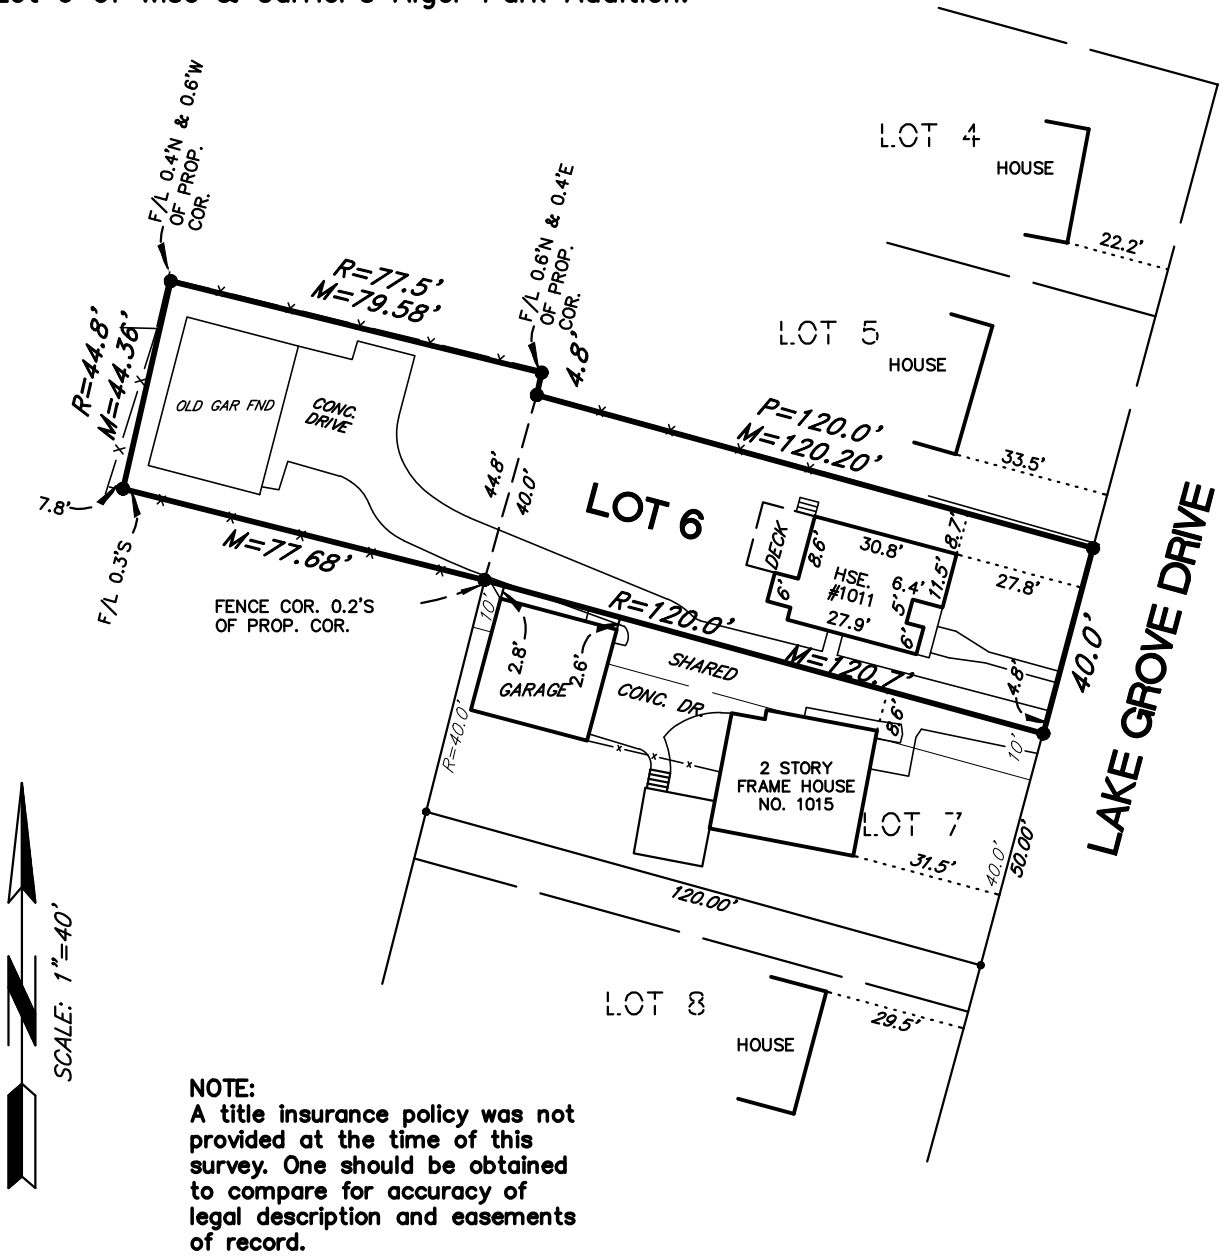 Lot 6 of Wise & Carrier's Alger Park Addition.
F/L 0.4'N & 0.6'W
OF PROP.
COR.
F/L 0.6'N & 0.4'E
OF PROP.
COR.
LOT 4
HOUSE
22.2'
R=77.5'
M=79.58'
4.8'
LOT 5
HOUSE
33.5'
R=44.8'
M=44.36'
OLD GAR FND
CONC.
DRIVE
P=120.0'
M=120.20'
44.8'
40.0'
LOT 6
DECK
8.6'
30.8'
8.7'
27.8'
HSE.
#1011
6.4'
11.5'
6'
5'
27.9'
6'
7.8'
F/L 0.3'S
M=77.68'
FENCE COR. 0.2'S
OF PROP. COR.
10'
R=120.0'
M=120.7'
2.8'
2.6'
GARAGE
SHARED
CONC. DR.
8.6'
4.8'
40.0'
LAKE GROVE DRIVE
R=40.0'
10'
2 STORY
FRAME HOUSE
NO. 1015
LOT 7
31.5'
40.0'
50.00'
120.00'
LOT 8
HOUSE
29.5'
N
SCALE: 1"=40'
NOTE:
A title insurance policy was not
provided at the time of this
survey. One should be obtained
to compare for accuracy of
legal description and easements
of record.